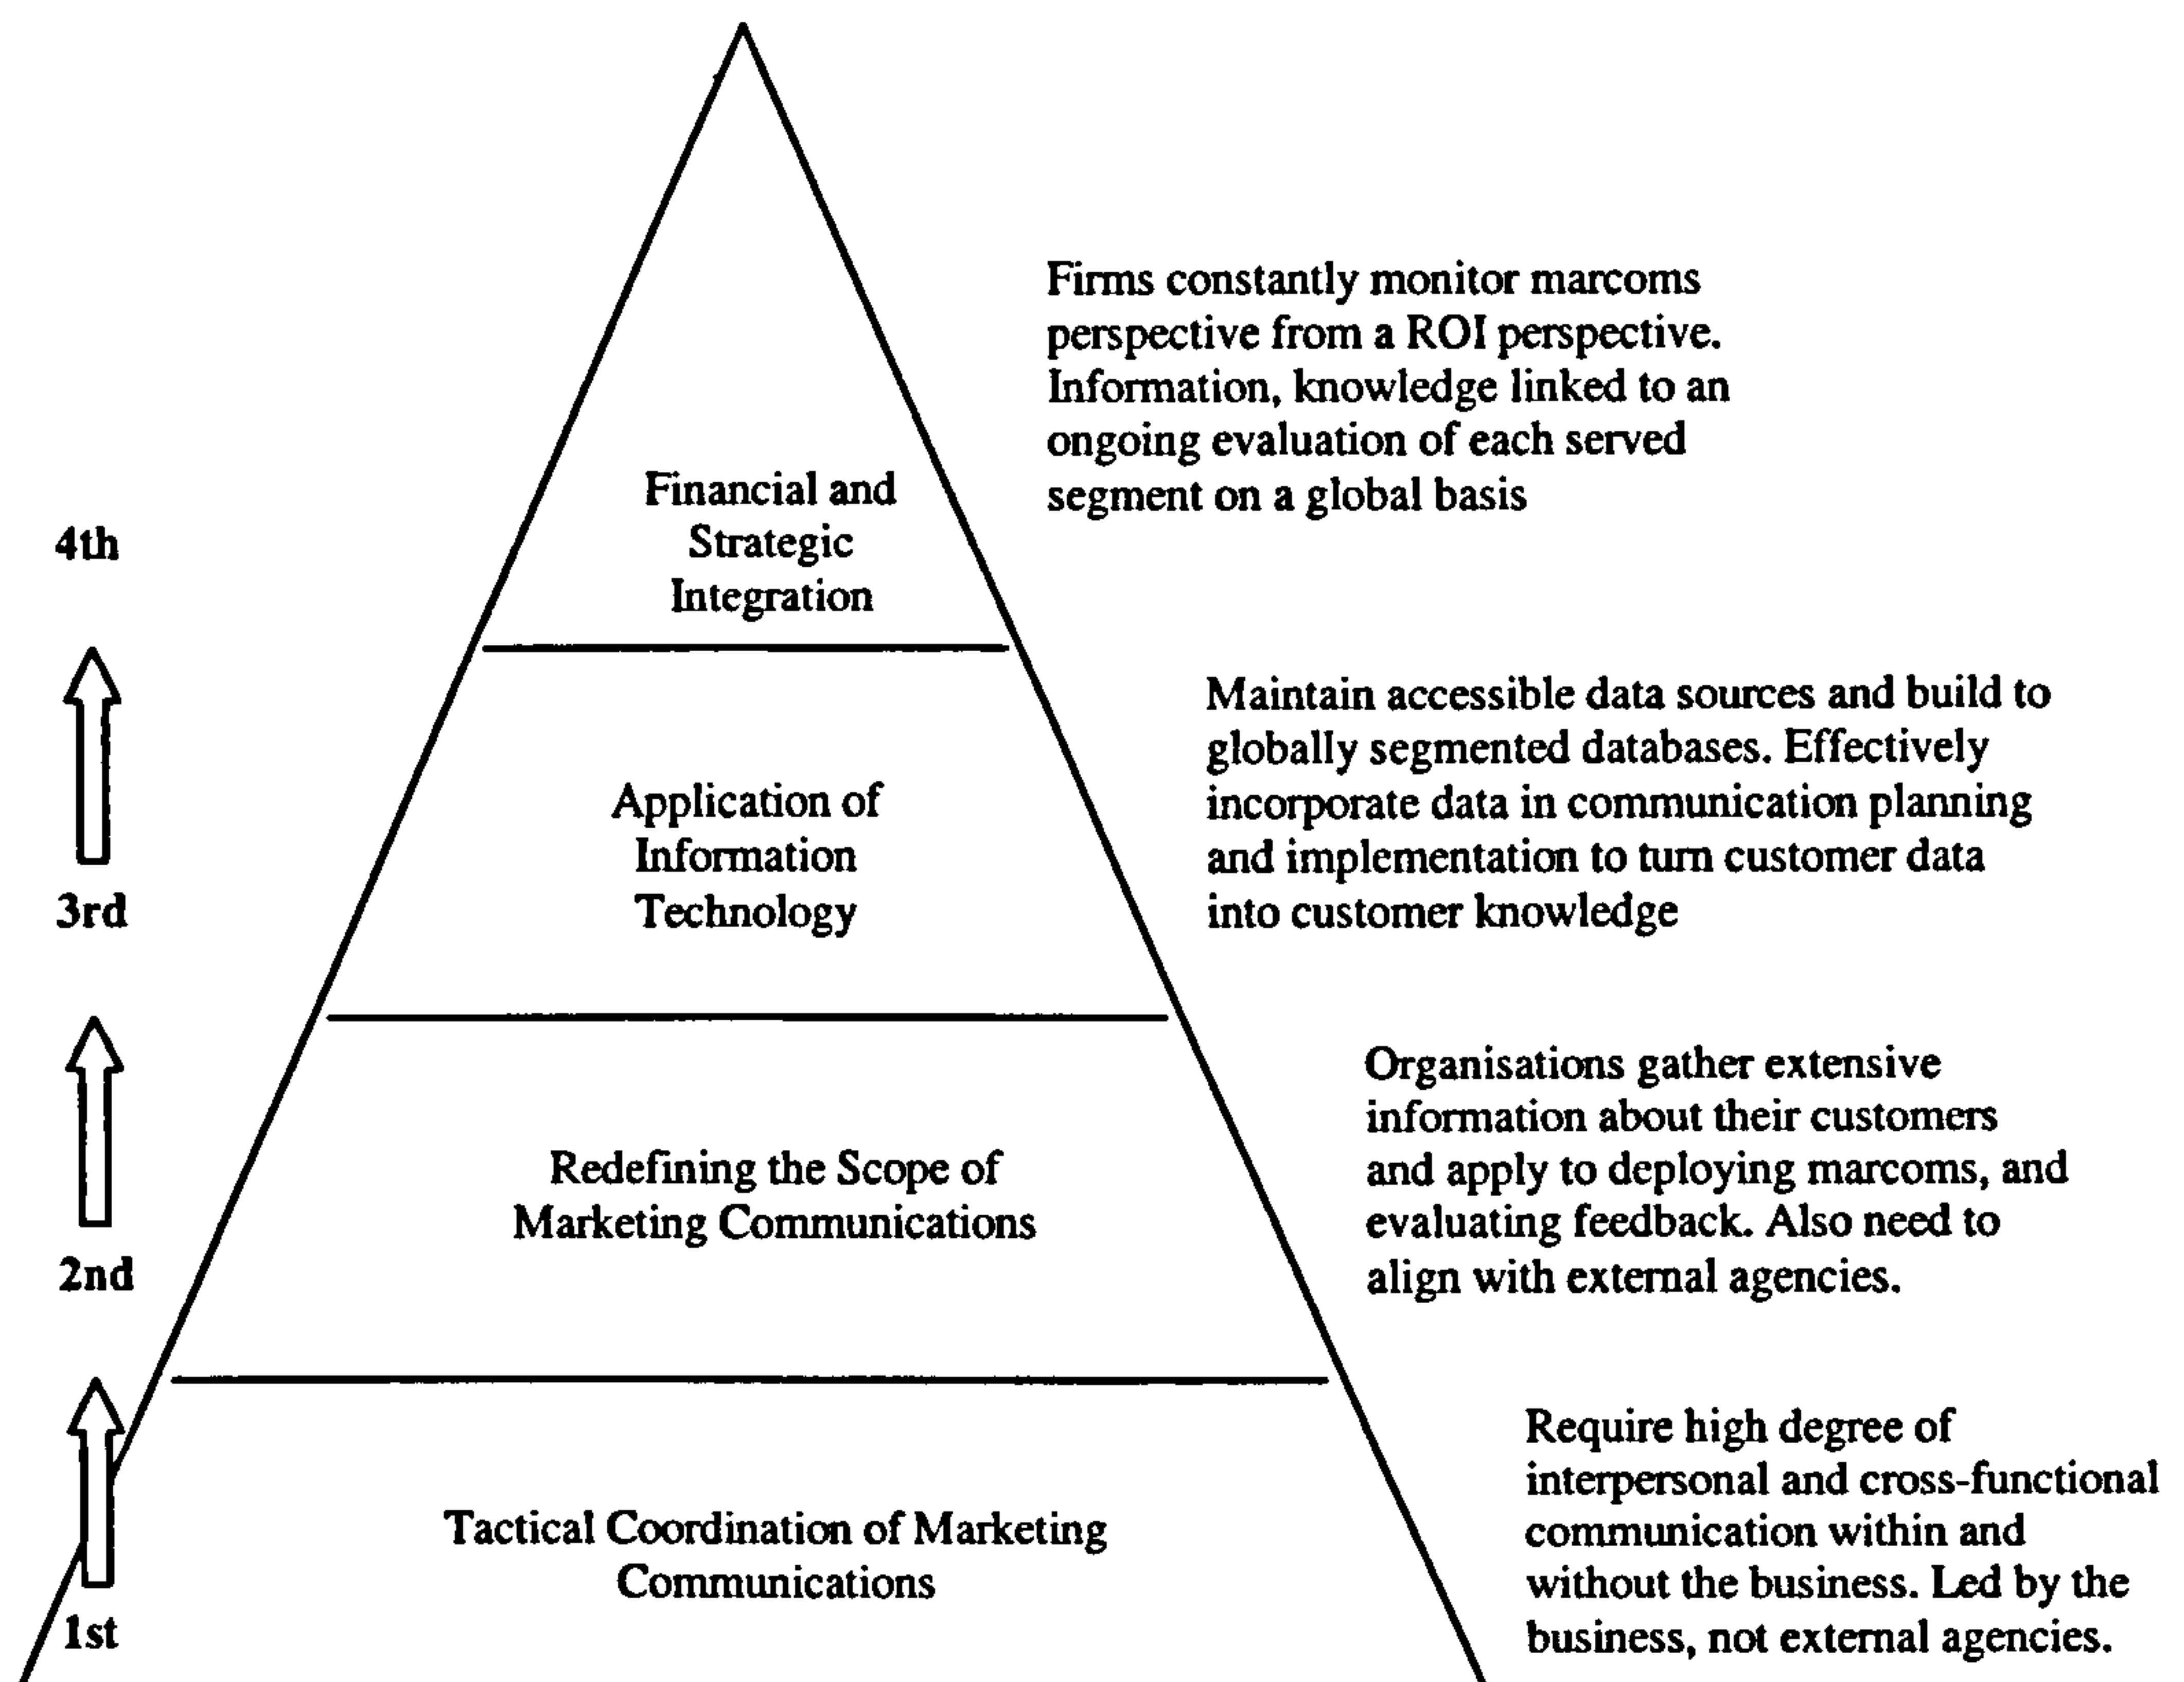 Firms constantly monitor marcoms
perspective from a ROI perspective.
Information, knowledge linked to an
ongoing evaluation of each served
segment on a global basis
Financial and
Strategic
Integration
4th
Maintain accessible data sources and build to
globally segmented databases. Effectively
incorporate data in communication planning
and implementation to turn customer data
into customer knowledge
Application of
Information
Technology
3rd
Organisations gather extensive
information about their customers
and apply to deploying marcoms, and
evaluating feedback. Also need to
align with external agencies.
Redefining the Scope of
Marketing Communications
2nd
Require high degree of
interpersonal and cross-functional
communication within and
without the business. Led by the
business, not external agencies.
Tactical Coordination of Marketing
Communications
1st